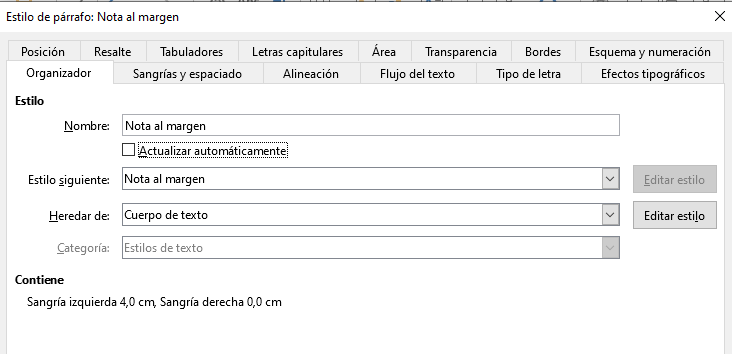 Estilo de párrafo: Nota al margen
Posición Resalte Tabuladores Letras capitulares Área Transparencia Bordes Esquema y numeración
Organizador Sangrías y espaciado Alineación Flujo del texto Tipo de letra Efectos tipográficos
Estilo
Nombre: Nota al margen
Actualizar automáticamente
Estilo siguiente: Nota al margen Editar estilo
Heredar de: Cuerpo de texto Editar estilo
Categoría: Estilos de texto
Contiene
Sangría izquierda 4,0 cm, Sangría derecha 0,0 cm